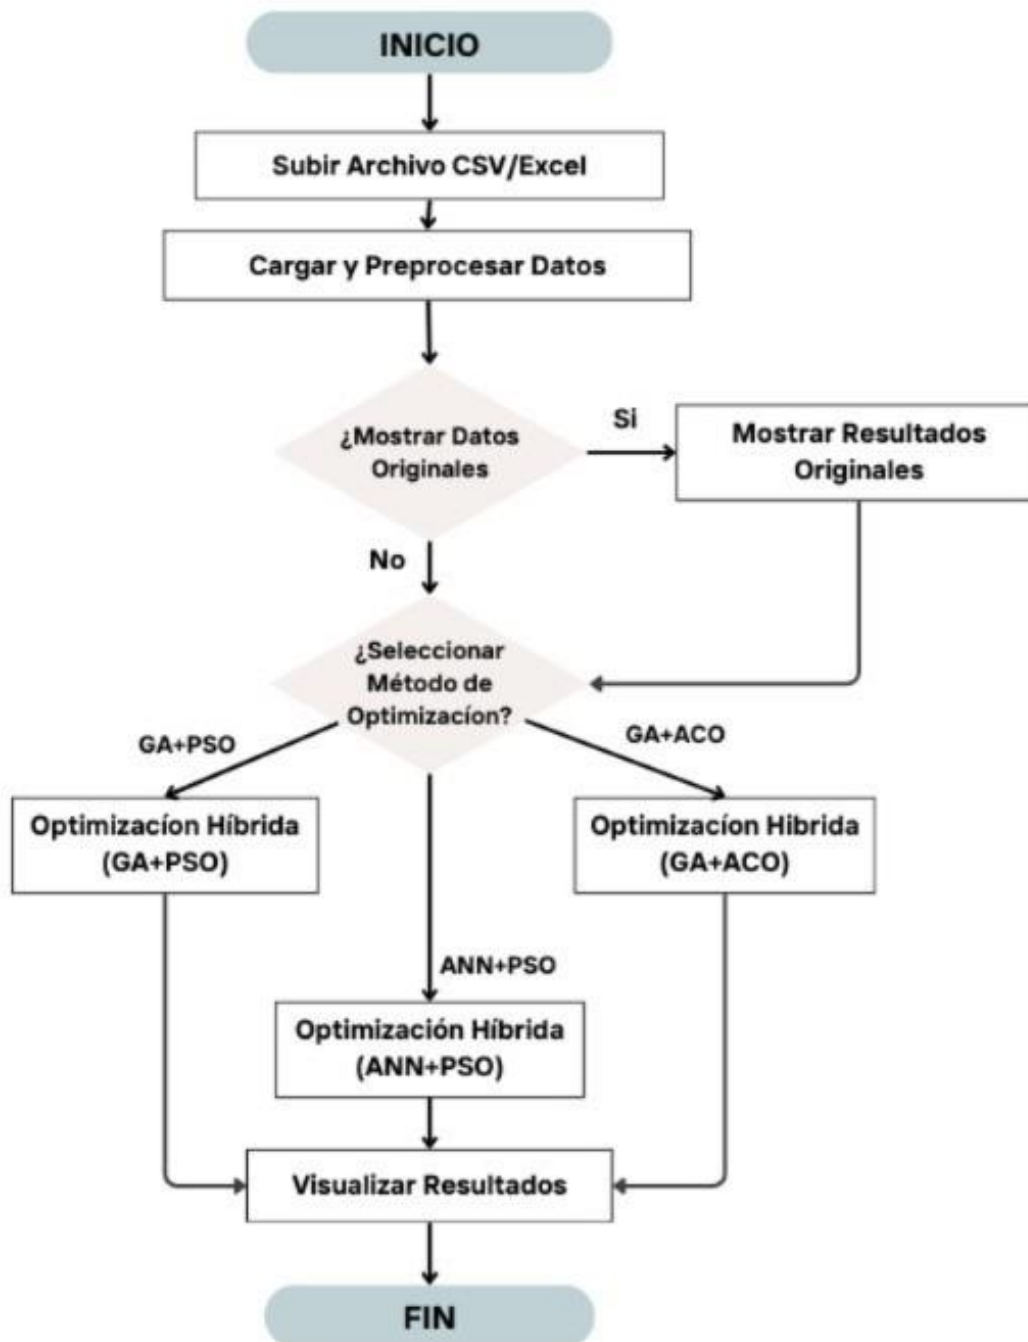 INICIO
Subir Archivo CSV/Excel
Cargar y Preprocesar Datos
¿Mostrar Datos
Originales
Si
Mostrar Resultados
Originales
No
¿Seleccionar
Método de
Optimizacíon?
GA+PSO
GA+ACO
Optimizacíon Híbrida
(GA+PSO)
Optimizacíon Hibrida
(GA+ACO)
ANN+PSO
Optimización Híbrida
(ANN+PSO)
Visualizar Resultados
FIN